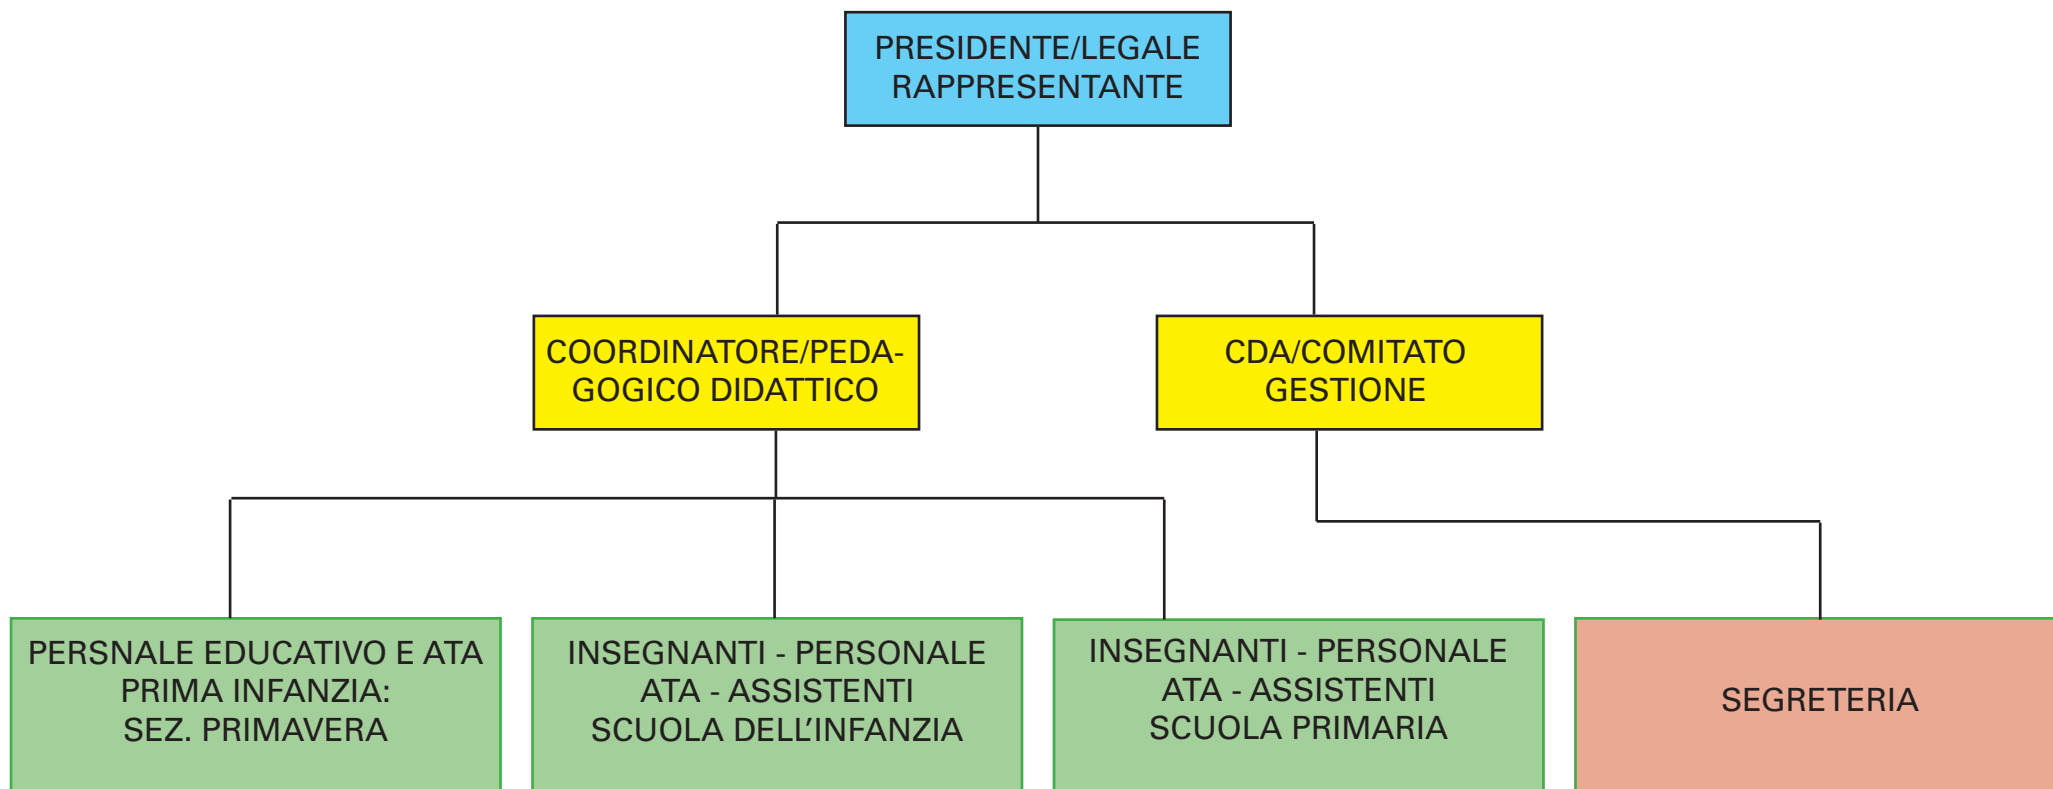 PRESIDENTE/LEGALE
RAPPRESENTANTE
COORDINATORE/PEDA-
GOGICO DIDATTICO
CDA/COMITATO
GESTIONE
PERSNALE EDUCATIVO E ATA
PRIMA INFANZIA:
SEZ. PRIMAVERA
INSEGNANTI - PERSONALE
ATA - ASSISTENTI
SCUOLA DELL’INFANZIA
INSEGNANTI - PERSONALE
ATA - ASSISTENTI
SCUOLA PRIMARIA
SEGRETERIA